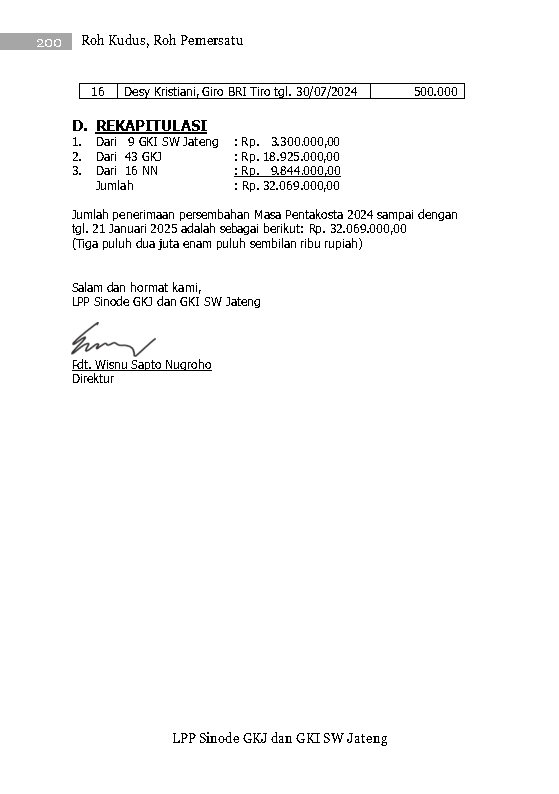 200 Roh Kudus, Roh Pemersatu
16 Desy Kristiani, Giro BRI Tiro tgl. 30/07/2024 500.000
D. REKAPITULASI
1. Dari 9 GKI SW Jateng : Rp. 3.300.000,00
2. Dari 43 GKJ : Rp. 18.925.000,00
3. Dari 16 NN : Rp. 9.844.000,00
Jumlah : Rp. 32.069.000,00
Jumlah penerimaan persembahan Masa Pentakosta 2024 sampai dengan
tgl. 21 Januari 2025 adalah sebagai berikut: Rp. 32.069.000,00
(Tiga puluh dua juta enam puluh sembilan ribu rupiah)
Salam dan hormat kami,
LPP Sinode GKJ dan GKI SW Jateng
Pdt. Wisnu Sapto Nugroho
Direktur
LPP Sinode GKJ dan GKI SW Jateng